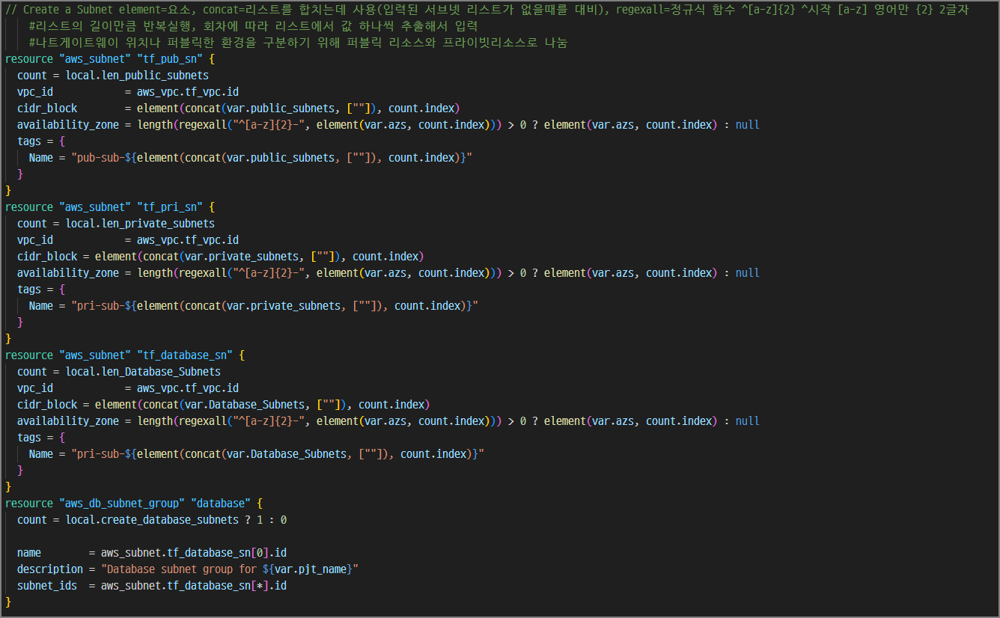 // Create a Subnet element=요소, concat=리스트를 합치는데 사용(입력된 서브넷 리스트가 없을때를 대비), regexall=정규식 함수 ^[a-z]{2} ^시작 [a-z] 영어만 {2} 2글자
#리스트의 길이만큼 반복실행, 회차에 따라 리스트에서 값 하나씩 추출해서 입력
#나트게이트웨이 위치나 퍼블릭한 환경을 구분하기 위해 퍼블릭 리소스와 프라이빗리소스로 나눔
resource "aws_subnet" "tf_pub_sn" {
  count = local.len_public_subnets
  vpc_id            = aws_vpc.tf_vpc.id
  cidr_block        = element(concat(var.public_subnets, [""]), count.index)
  availability_zone = length(regexall("^[a-z]{2}-", element(var.azs, count.index))) > 0 ? element(var.azs, count.index) : null
  tags = {
    Name = "pub-sub-${element(concat(var.public_subnets, [""]), count.index)}"
  }
}
resource "aws_subnet" "tf_pri_sn" {
  count = local.len_private_subnets
  vpc_id            = aws_vpc.tf_vpc.id
  cidr_block = element(concat(var.private_subnets, [""]), count.index)
  availability_zone = length(regexall("^[a-z]{2}-", element(var.azs, count.index))) > 0 ? element(var.azs, count.index) : null
  tags = {
    Name = "pri-sub-${element(concat(var.private_subnets, [""]), count.index)}"
  }
}
resource "aws_subnet" "tf_database_sn" {
  count = local.len_Database_Subnets
  vpc_id            = aws_vpc.tf_vpc.id
  cidr_block = element(concat(var.Database_Subnets, [""]), count.index)
  availability_zone = length(regexall("^[a-z]{2}-", element(var.azs, count.index))) > 0 ? element(var.azs, count.index) : null
  tags = {
    Name = "pri-sub-${element(concat(var.Database_Subnets, [""]), count.index)}"
  }
}
resource "aws_db_subnet_group" "database" {
  count = local.create_database_subnets ? 1 : 0
  name        = aws_subnet.tf_database_sn[0].id
  description = "Database subnet group for ${var.pjt_name}"
  subnet_ids  = aws_subnet.tf_database_sn[*].id
}